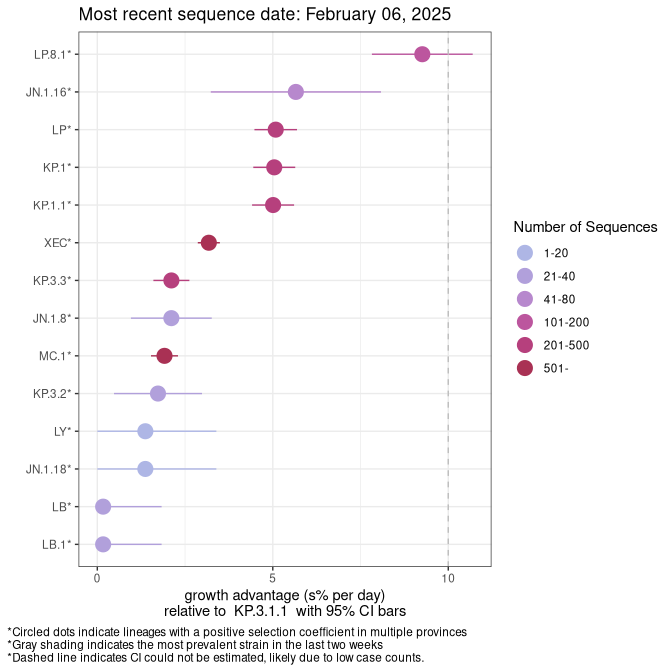 Most recent sequence date: February 06, 2025
LP.8.1*
JN.1.16*
LP*
KP.1*
KP.1.1*
XEC*
KP.3.3*
JN.1.8*
MC.1*
KP.3.2*
LY*
JN.1.18*
LB*
LB.1*
0 5 10
growth advantage (s% per day)
relative to KP.3.1.1 with 95% CI bars
Number of Sequences
1-20
21-40
41-80
101-200
201-500
501-
*Circled dots indicate lineages with a positive selection coefficient in multiple provinces
*Gray shading indicates the most prevalent strain in the last two weeks
*Dashed line indicates CI could not be estimated, likely due to low case counts.